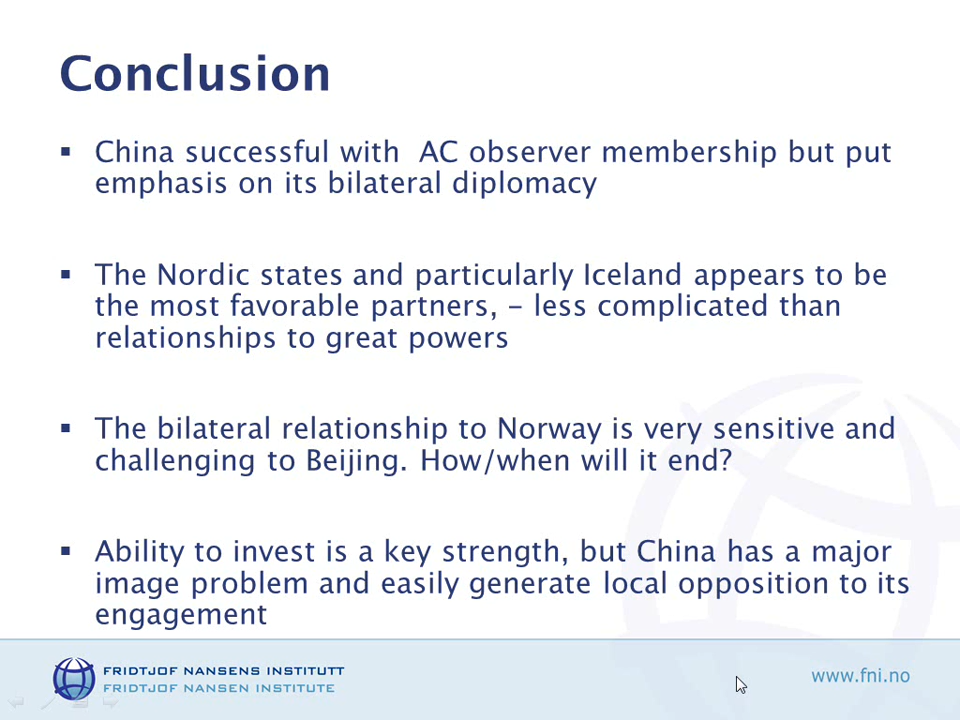 Conclusion
▪ China successful with  AC observer membership but put
emphasis on its bilateral diplomacy
▪ The Nordic states and particularly Iceland appears to be
the most favorable partners, – less complicated than
relationships to great powers
▪ The bilateral relationship to Norway is very sensitive and
challenging to Beijing. How/when will it end?
▪ Ability to invest is a key strength, but China has a major
image problem and easily generate local opposition to its
engagement
FRIDTJOF NANSENS INSTITUTT
FRIDTJOF NANSEN INSTITUTE
www.fni.no